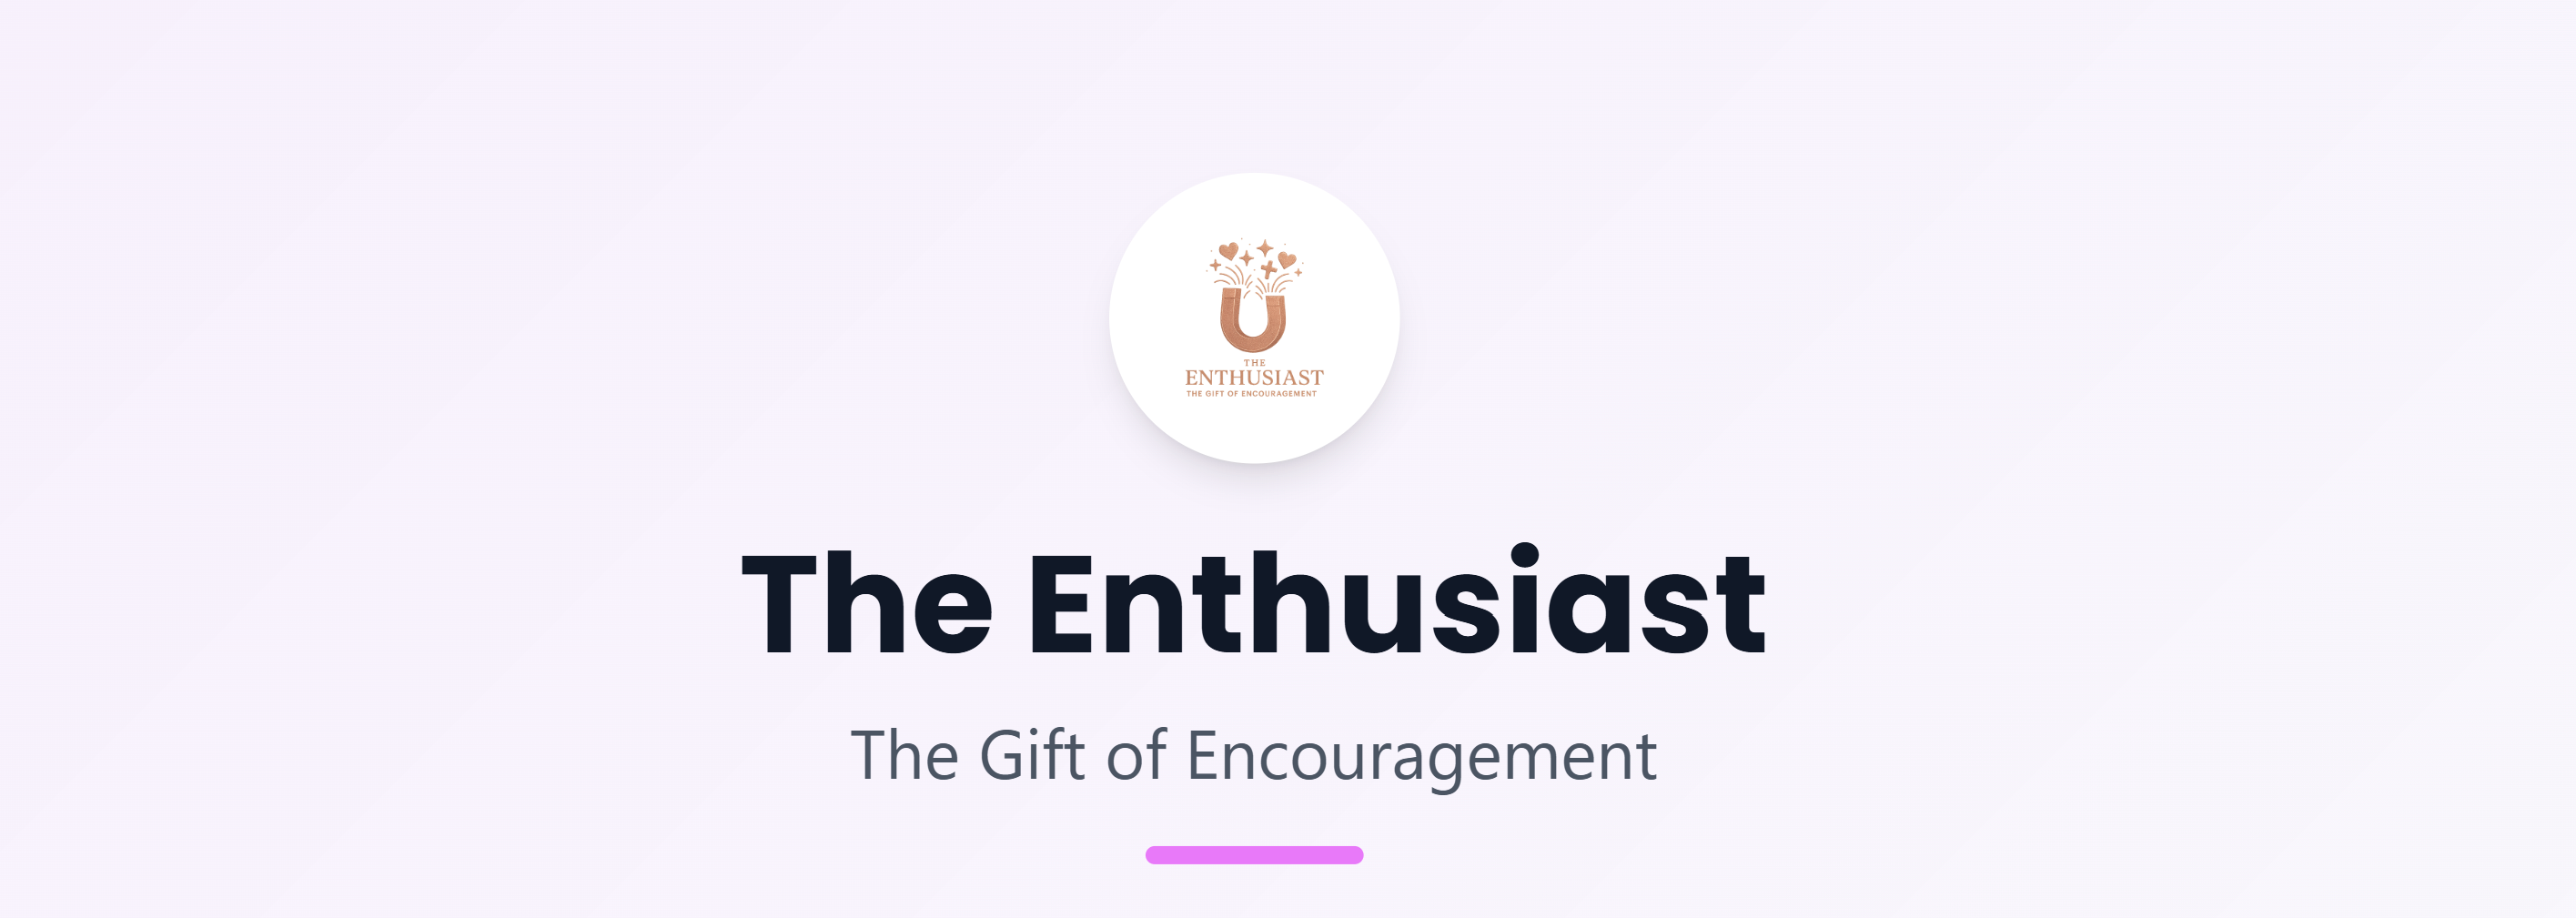 THE
ENTHUSIAST
THE GIFT OF ENCOURAGEMENT
The Enthusiast
The Gift of Encouragement